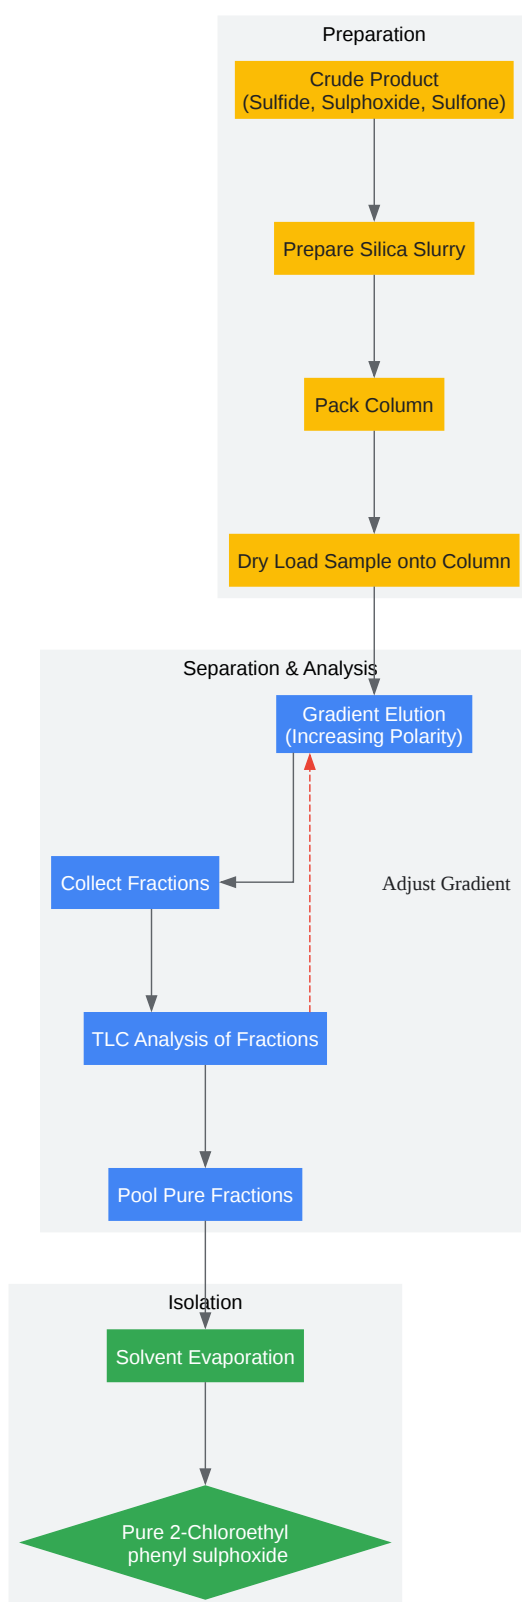 Preparation
Crude Product
(Sulfide, Sulphoxide, Sulfone)
Prepare Silica Slurry
Pack Column
Dry Load Sample onto Column
Separation & Analysis
Gradient Elution
(Increasing Polarity)
Collect Fractions
Adjust Gradient
TLC Analysis of Fractions
Pool Pure Fractions
Isolation
Solvent Evaporation
Pure 2-Chloroethyl
phenyl sulphoxide